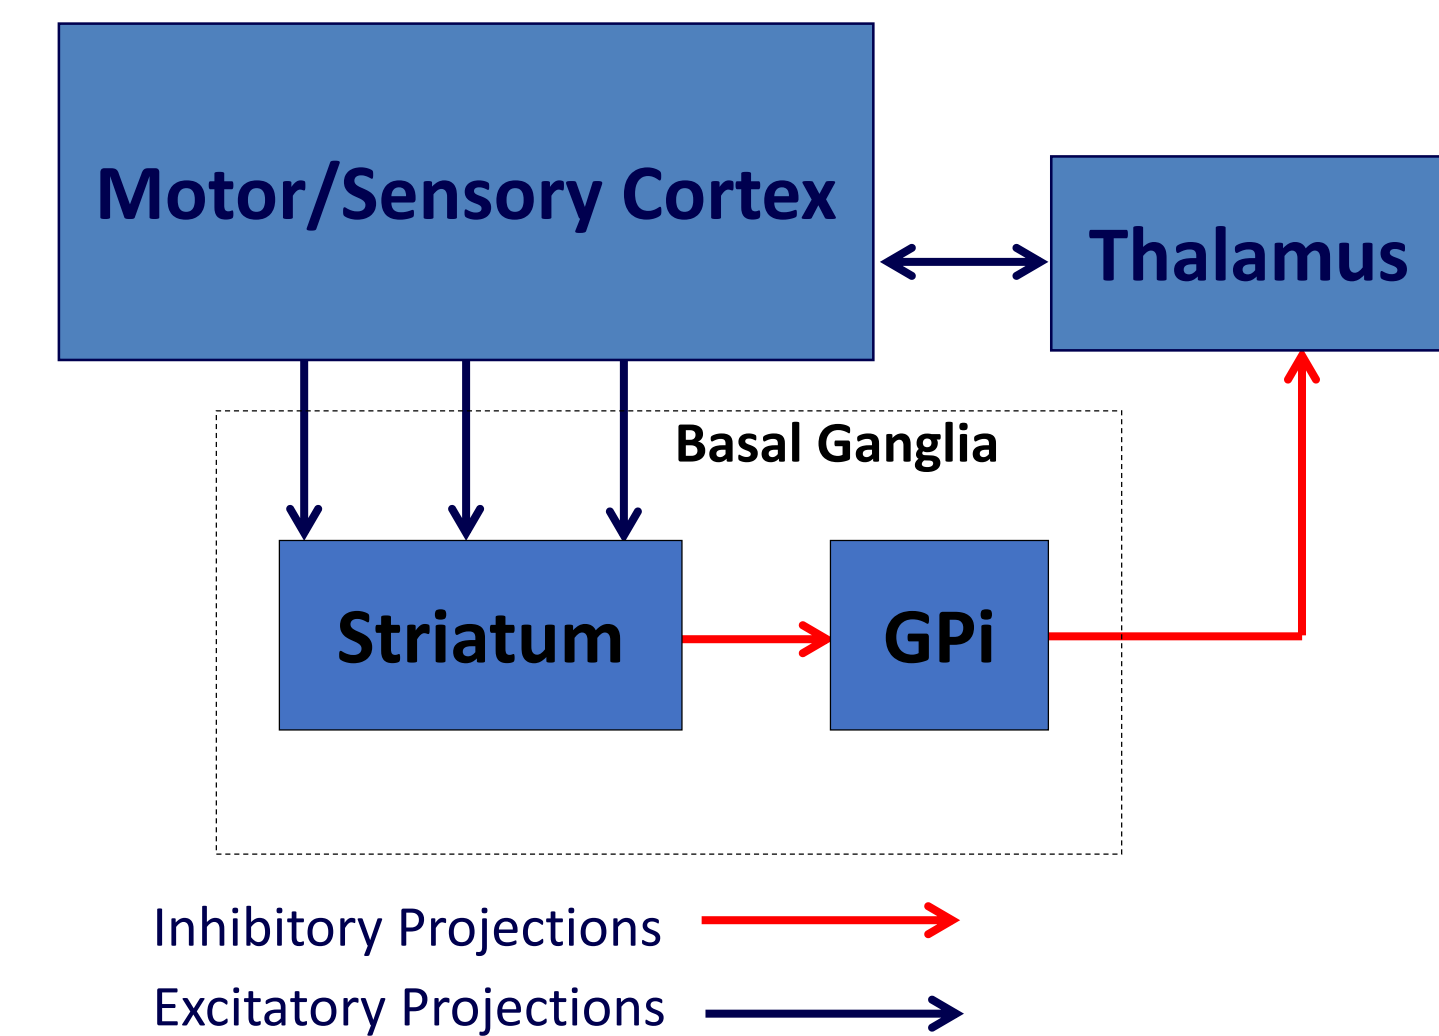 Motor/Sensory Cortex
Thalamus
Basal Ganglia
Striatum
GPi
Inhibitory Projections
Excitatory Projections